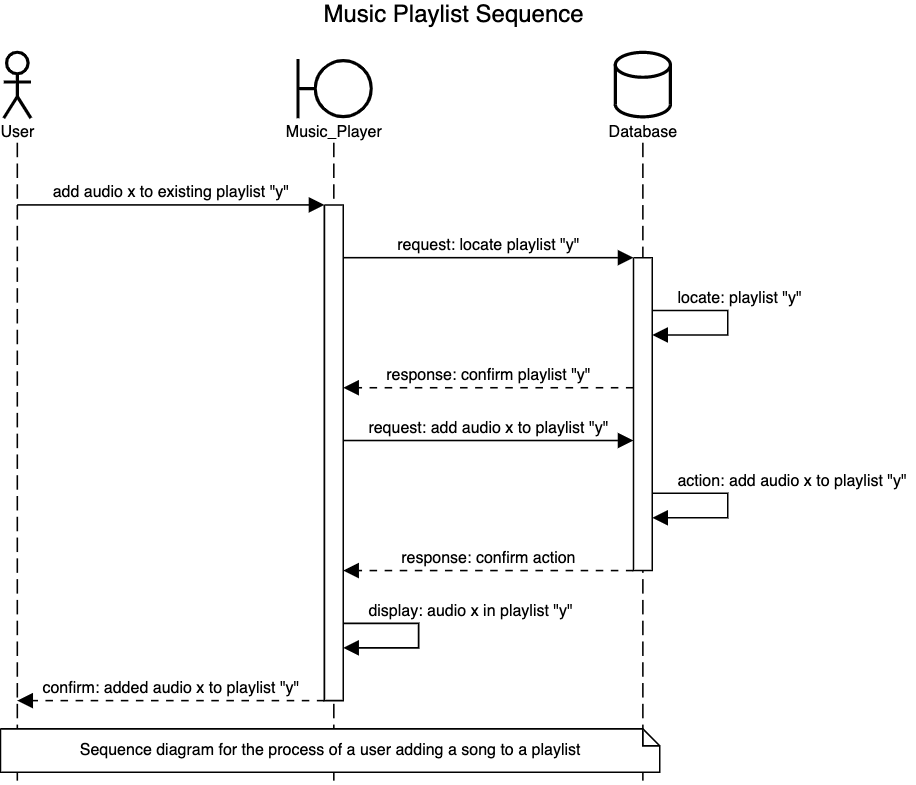 Music Playlist Sequence
User
Music_Player
Database
add audio x to existing playlist "y"
request: locate playlist "y"
locate: playlist "y"
response: confirm playlist "y"
request: add audio x to playlist "y"
action: add audio x to playlist "y"
response: confirm action
display: audio x in playlist "y"
confirm: added audio x to playlist "y"
Sequence diagram for the process of a user adding a song to a playlist